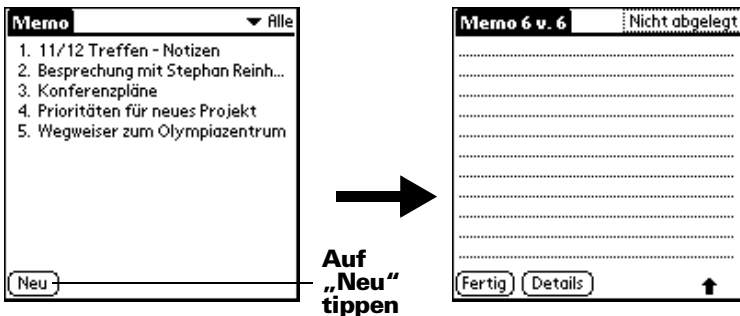 Memo
Alle
1. 11/12 Treffen - Notizen
2. Besprechung mit Stephan Reinh...
3. Konferenzpläne
4. Prioritäten für neues Projekt
5. Wegweiser zum Olympiazentrum
Neu
Auf
„Neu“
tippen
Memo 6 v. 6
Nicht abgelegt
Fertig
Details